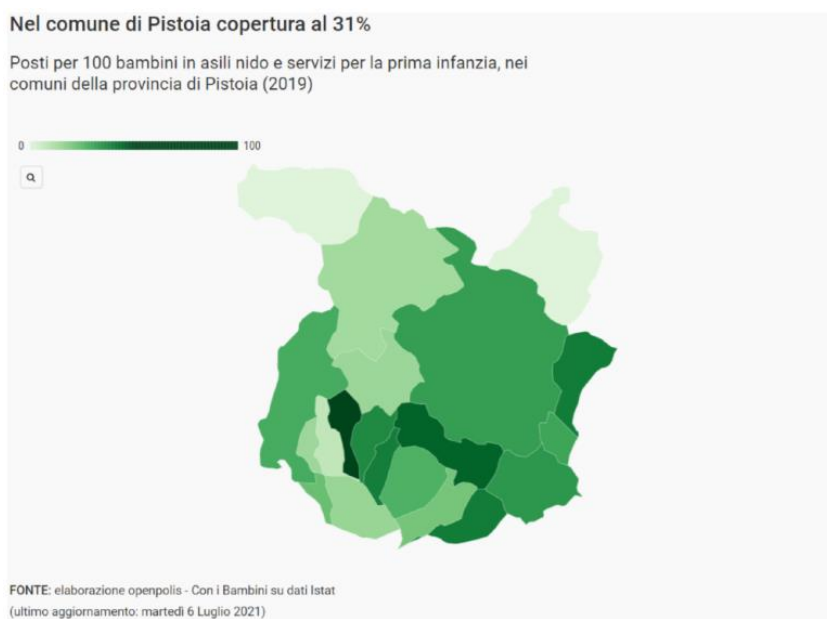 Nel comune di Pistoia copertura al 31%
Posti per 100 bambini in asili nido e servizi per la prima infanzia, nei
comuni della provincia di Pistoia (2019)
0 100
FONTE: elaborazione openpolis - Con i Bambini su dati Istat
(ultimo aggiornamento: martedì 6 Luglio 2021)